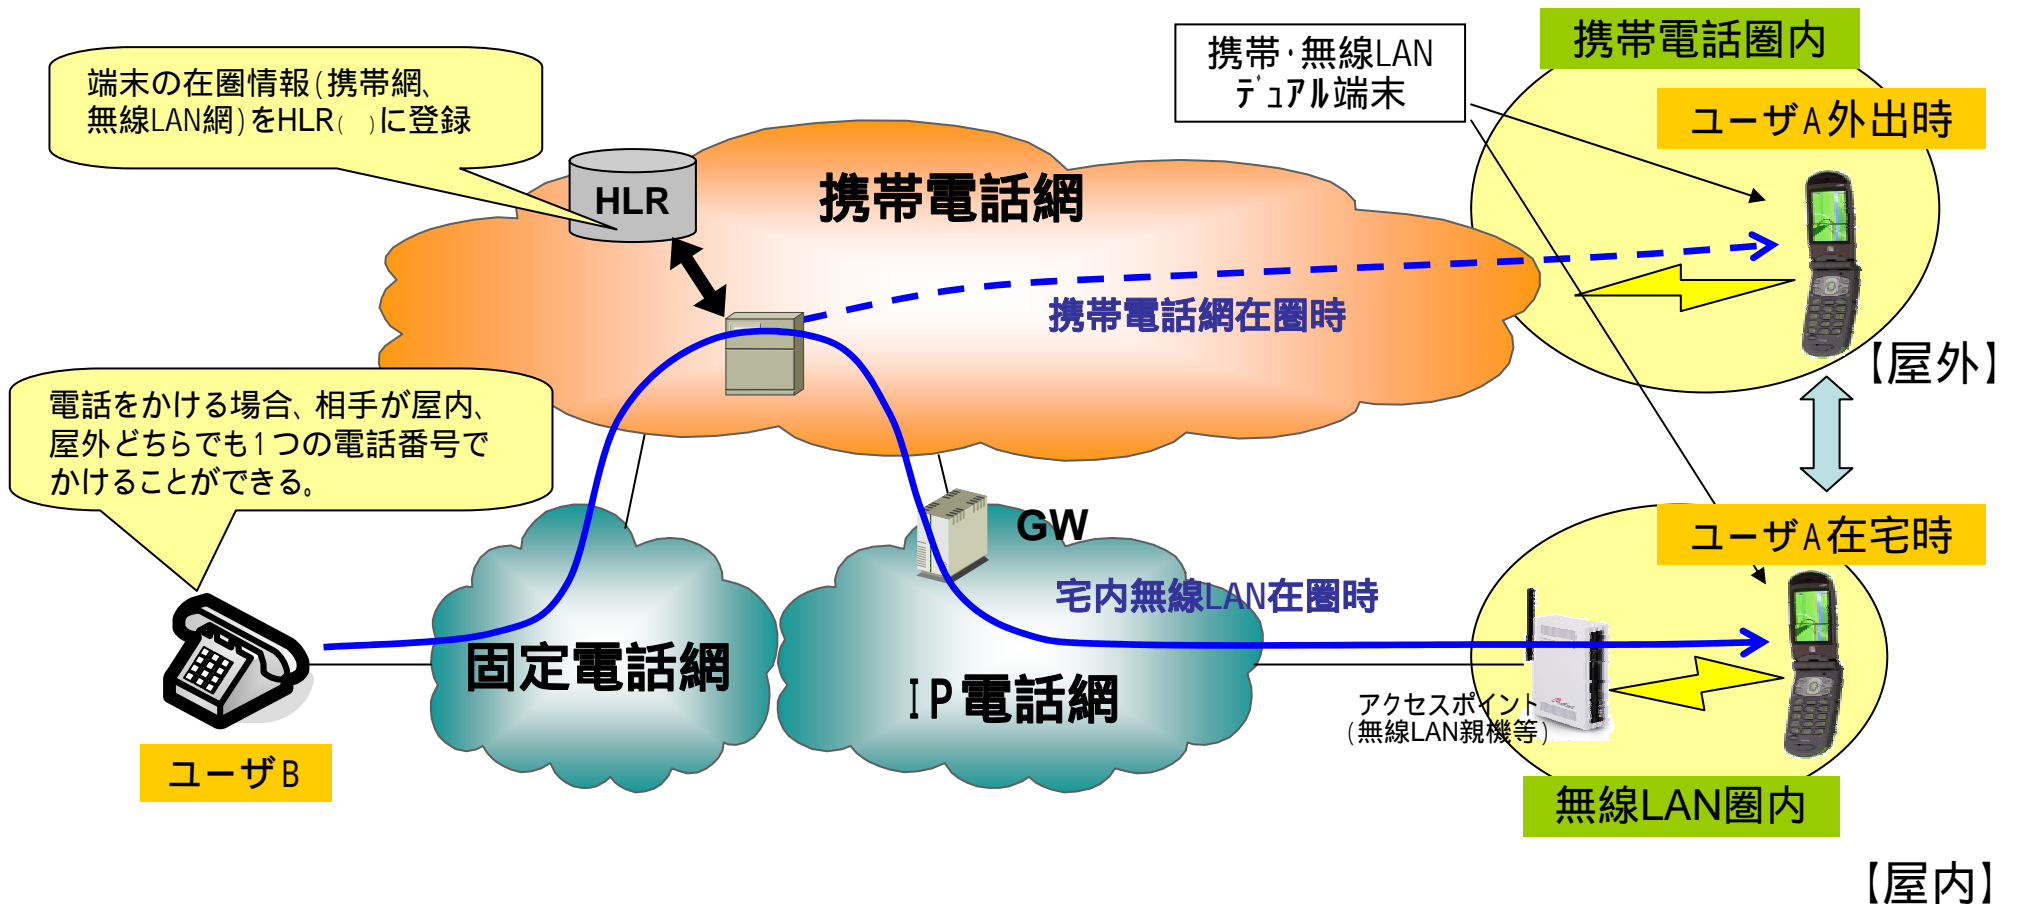 携帯電話圏内
携帯・無線LAN
デュアル端末
端末の在圏情報(携帯網、
無線LAN網)をHLR( )に登録
ユーザA外出時
HLR
携帯電話網
携帯電話網在圏時
【屋外】
電話をかける場合、相手が屋内、
屋外どちらでも1つの電話番号で
かけることができる。
GW
ユーザA在宅時
宅内無線LAN在圏時
固定電話網
IP電話網
アクセスポイント
(無線LAN親機等)
ユーザB
無線LAN圏内
【屋内】